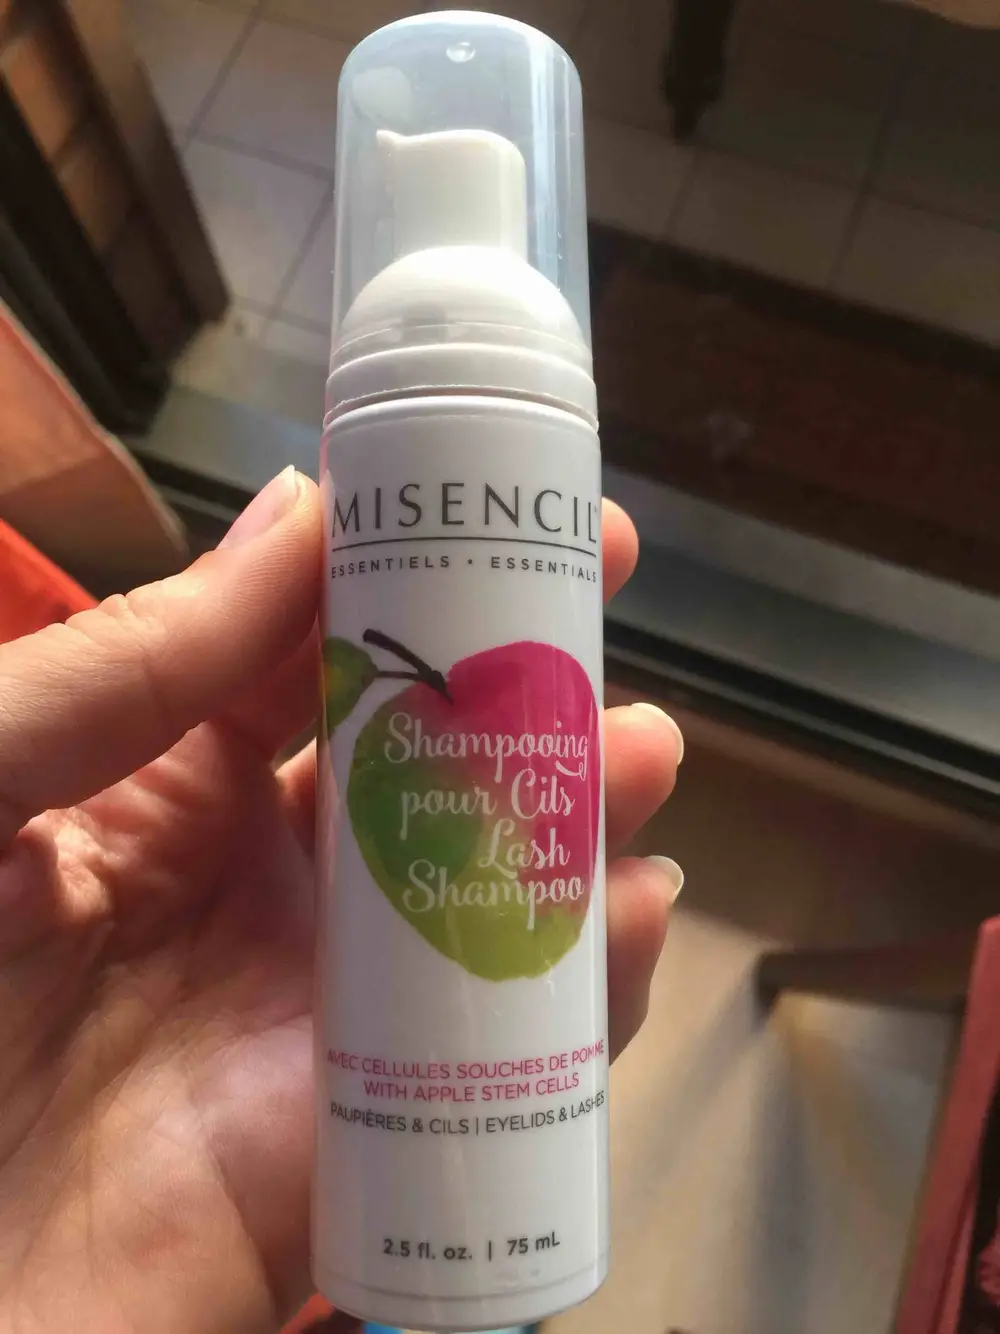 MISENCIL
ESSENTIELS • ESSENTIALS
Shampooing
pour Cils
Lash
Shampoo
AVEC CELLULES SOUCHES DE POMME
WITH APPLE STEM CELLS
PAUPIÈRES & CILS | EYELIDS & LASHES
2.5 fl. oz. | 75 mL